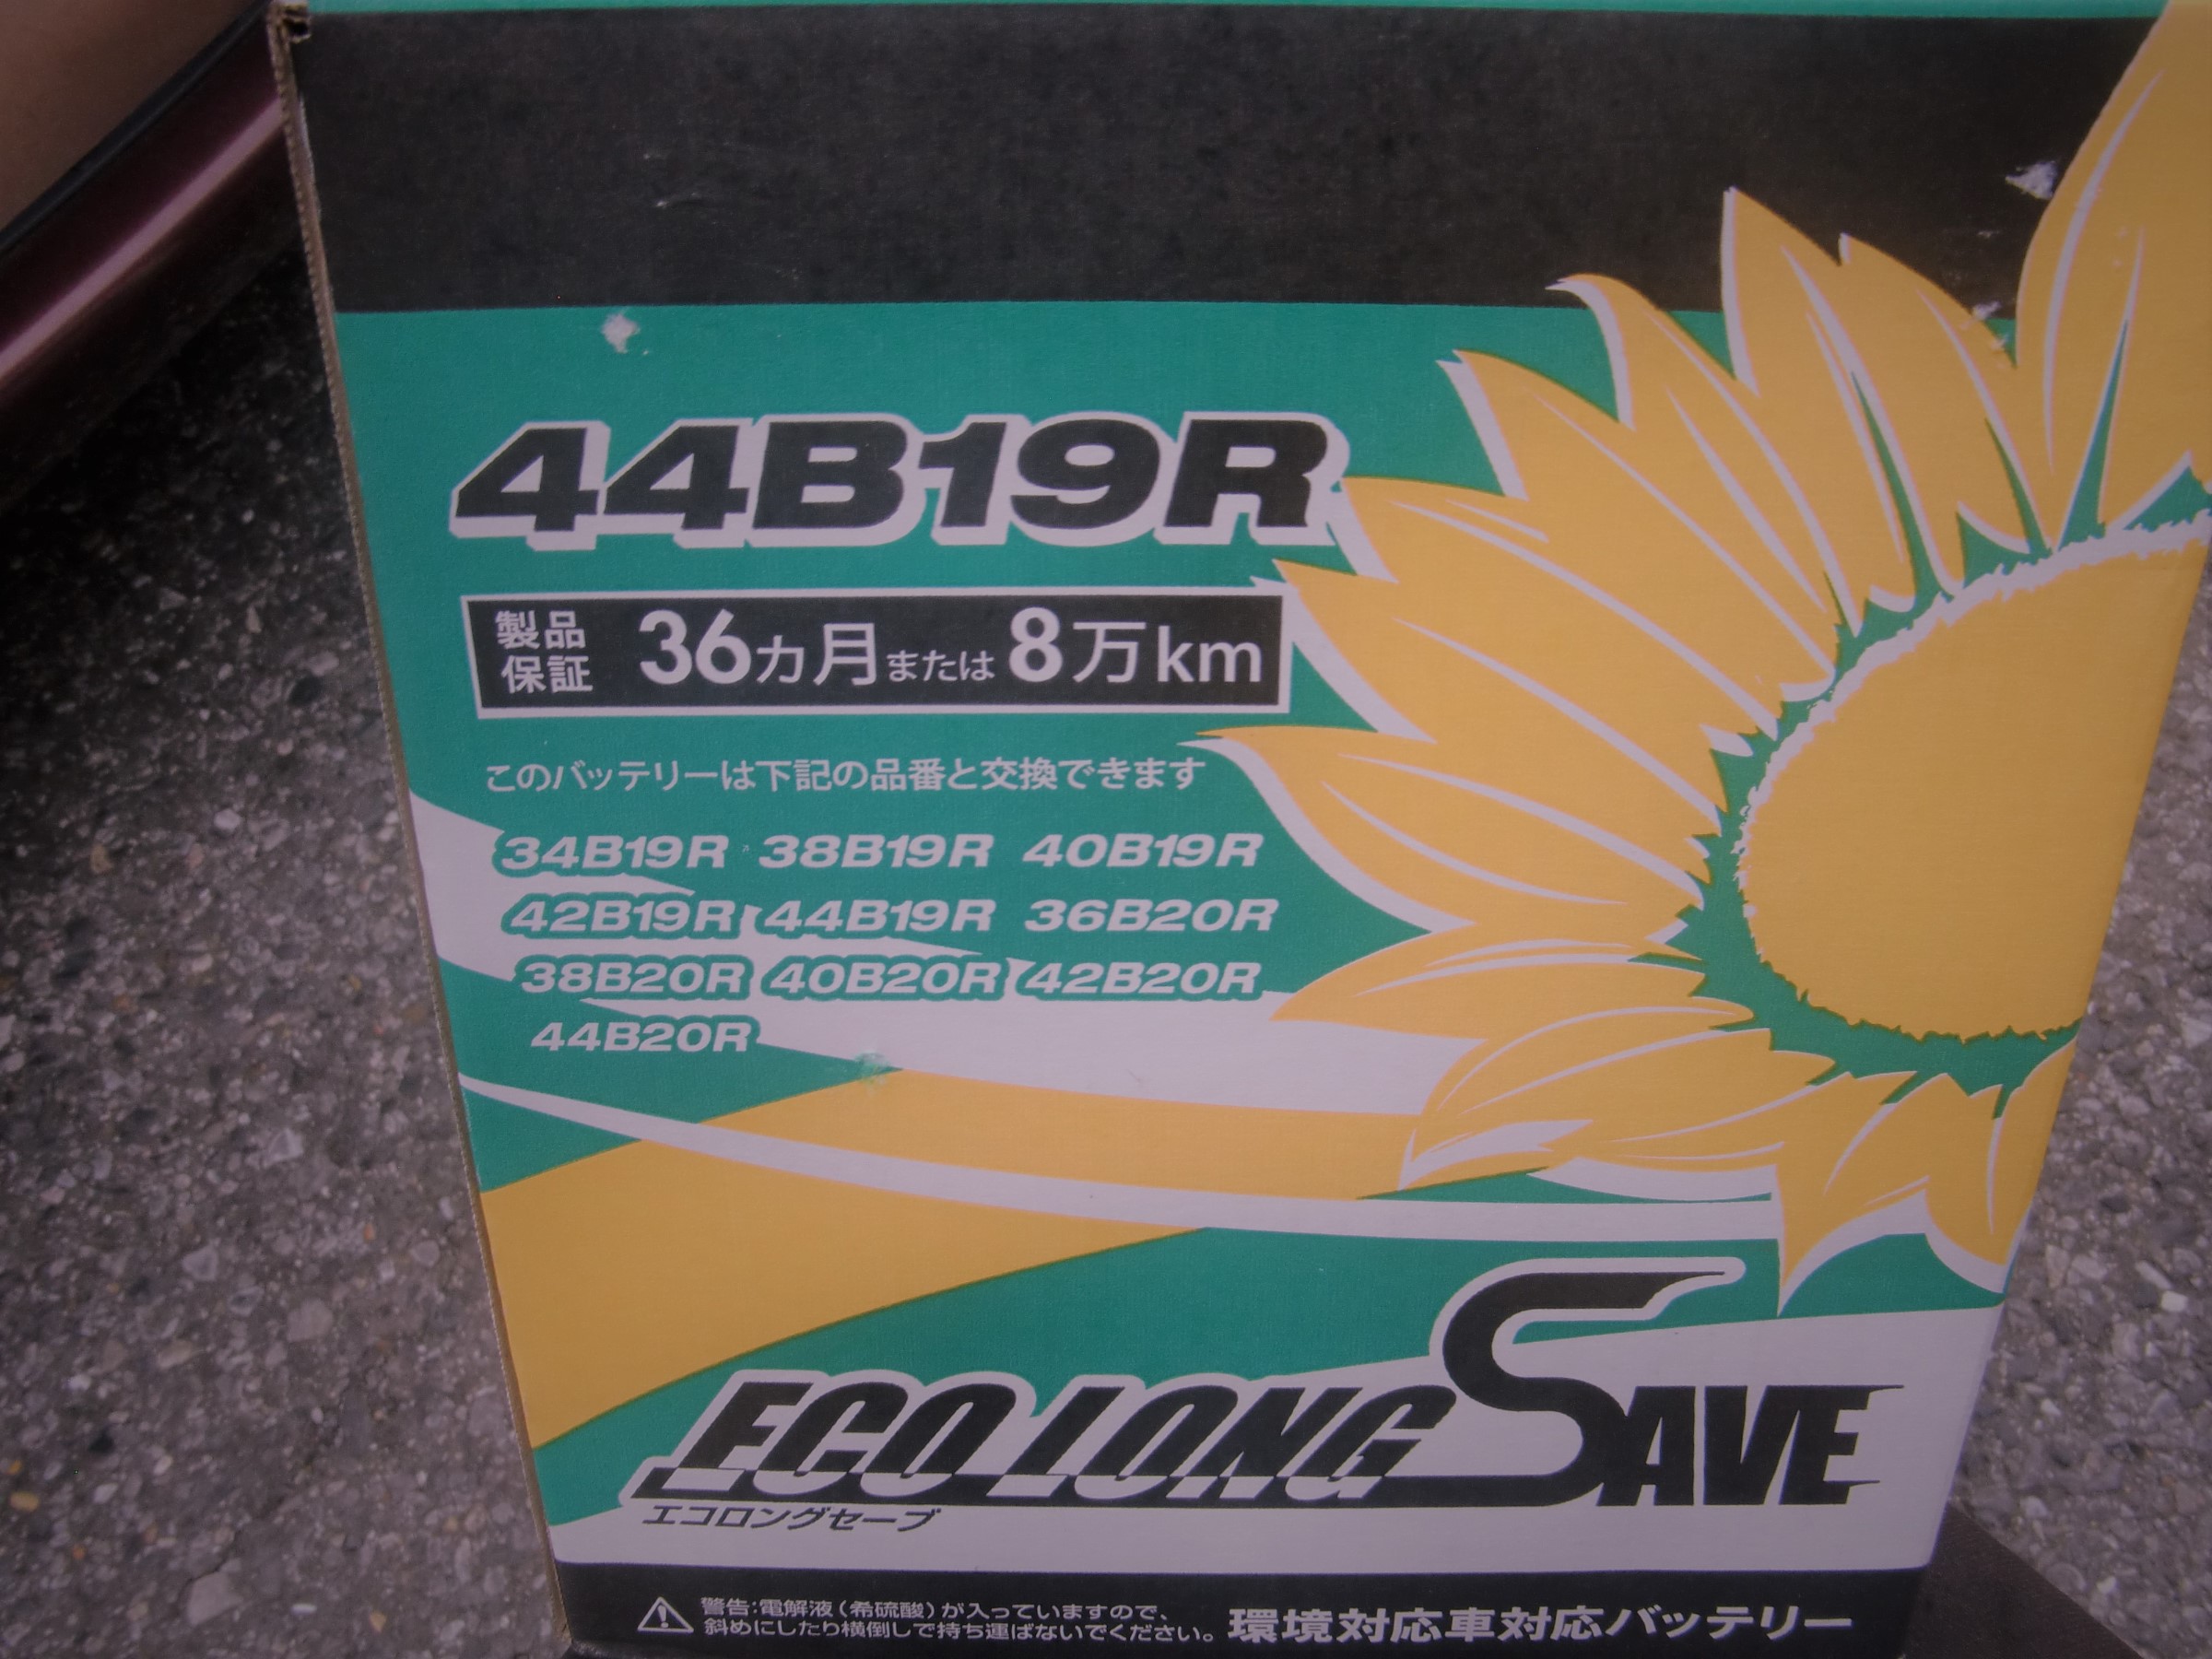 44B19R
製品保証 36カ月または8万km
このバッテリーは下記の品番と交換できます
34B19R 38B19R 40B19R
42B19R 44B19R 36B20R
38B20R 40B20R 42B20R
44B20R
ECO LONG SAVE
エコロングセーブ
警告:電解液(希硫酸)が入っていますので、
斜めにしたり横倒しで持ち運ばないでください。
環境対応車対応バッテリー